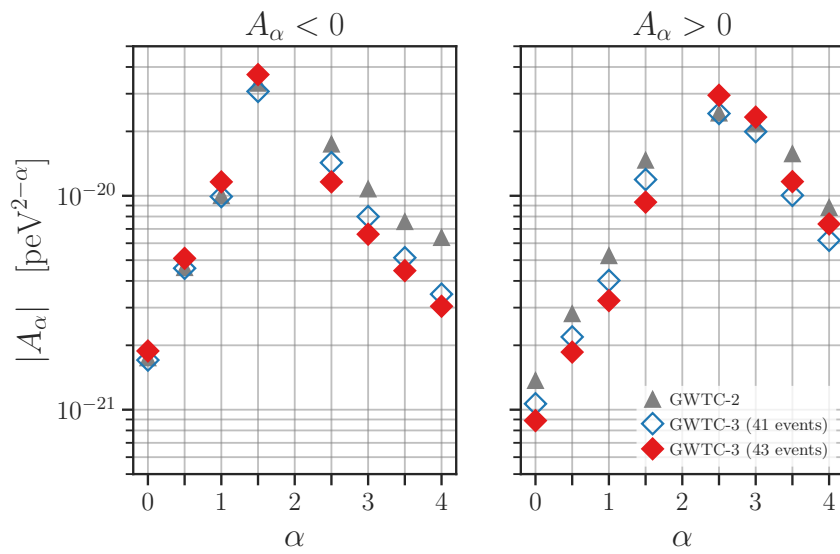 A_α < 0
A_α > 0
|A_α| [peV^{2−α}]
10^{−20}
10^{−21}
GWTC-2
GWTC-3 (41 events)
GWTC-3 (43 events)
0 1 2 3 4
0 1 2 3 4
α
α